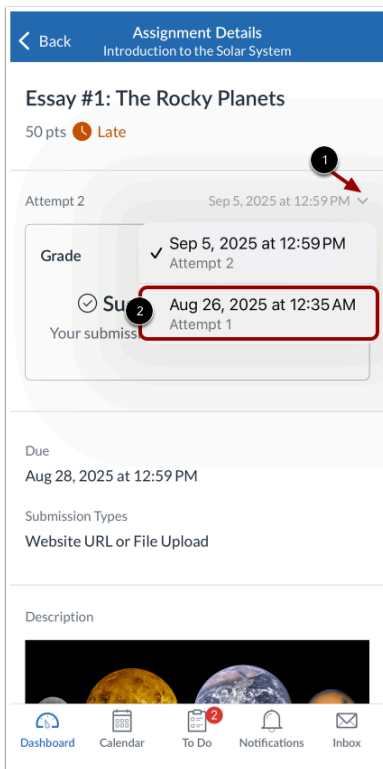 Back
Assignment Details
Introduction to the Solar System
Essay #1: The Rocky Planets
50 pts Late
1
Attempt 2 Sep 5, 2025 at 12:59 PM
Grade
Sep 5, 2025 at 12:59 PM
Attempt 2
2
Aug 26, 2025 at 12:35 AM
Attempt 1
Your
Due
Aug 28, 2025 at 12:59 PM
Submission Types
Website URL or File Upload
Description
2
Dashboard Calendar To Do Notifications Inbox